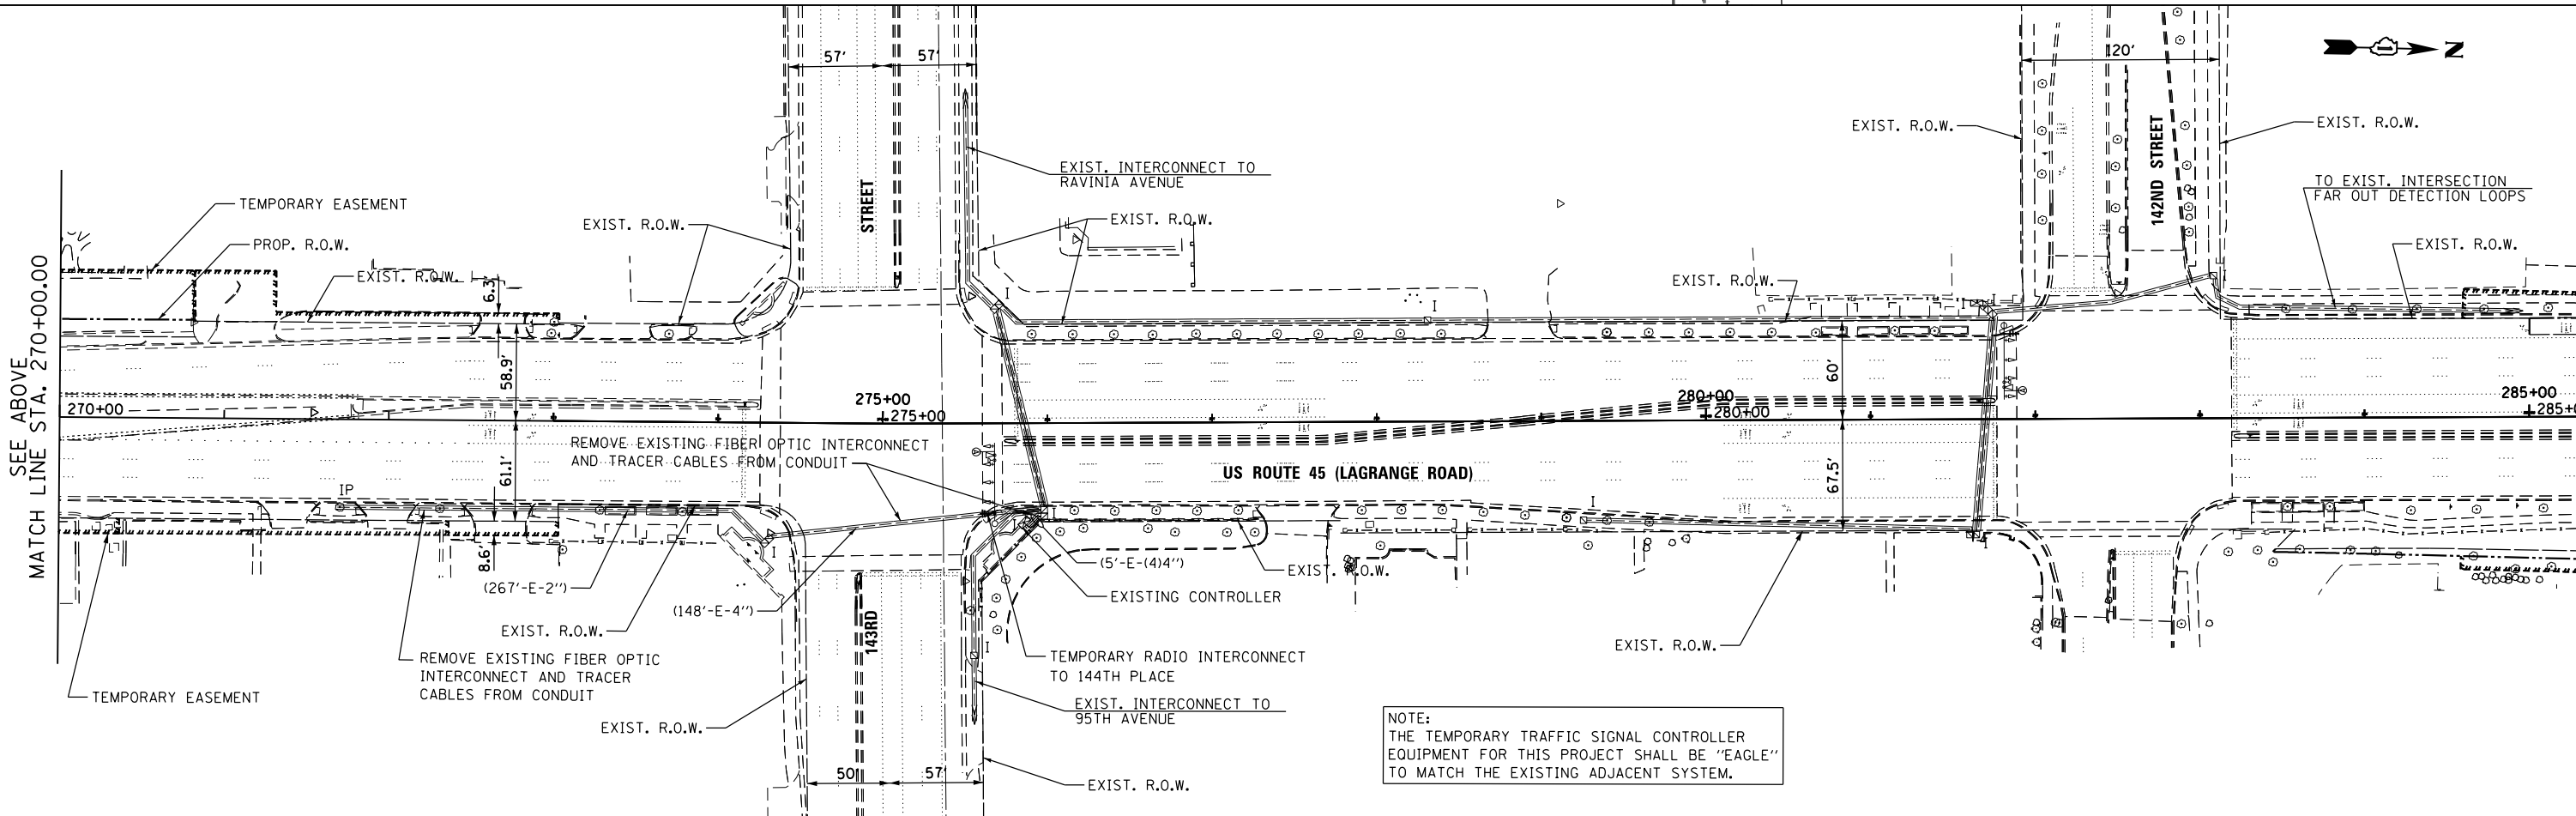 57'
57'
120'
N
EXIST. R.O.W.
EXIST. R.O.W.
142ND STREET
EXIST. INTERCONNECT TO
RAVINIA AVENUE
STREET
TO EXIST. INTERSECTION
FAR OUT DETECTION LOOPS
TEMPORARY EASEMENT
EXIST. R.O.W.
EXIST. R.O.W.
PROP. R.O.W.
EXIST. R.O.W.
EXIST. R.O.W.
EXIST. R.O.W.
6.3'
I
I
I
I
SEE ABOVE
MATCH LINE STA. 270+00.00
58.9'
60'
270+00
275+00
275+00
280+00
280+00
285+00
285+0
REMOVE EXISTING FIBER OPTIC INTERCONNECT
AND TRACER CABLES FROM CONDUIT
US ROUTE 45 (LAGRANGE ROAD)
61.1'
67.5'
IP
I
I
I
I
I
8.6'
(267'-E-2'')
(148'-E-4'')
(5'-E-(4)4'')
EXIST. R.O.W.
EXISTING CONTROLLER
EXIST. R.O.W.
143RD
I
EXIST. R.O.W.
REMOVE EXISTING FIBER OPTIC
INTERCONNECT AND TRACER
CABLES FROM CONDUIT
TEMPORARY RADIO INTERCONNECT
TO 144TH PLACE
TEMPORARY EASEMENT
EXIST. INTERCONNECT TO
95TH AVENUE
EXIST. R.O.W.
50'
57'
EXIST. R.O.W.
NOTE:
THE TEMPORARY TRAFFIC SIGNAL CONTROLLER
EQUIPMENT FOR THIS PROJECT SHALL BE ''EAGLE''
TO MATCH THE EXISTING ADJACENT SYSTEM.